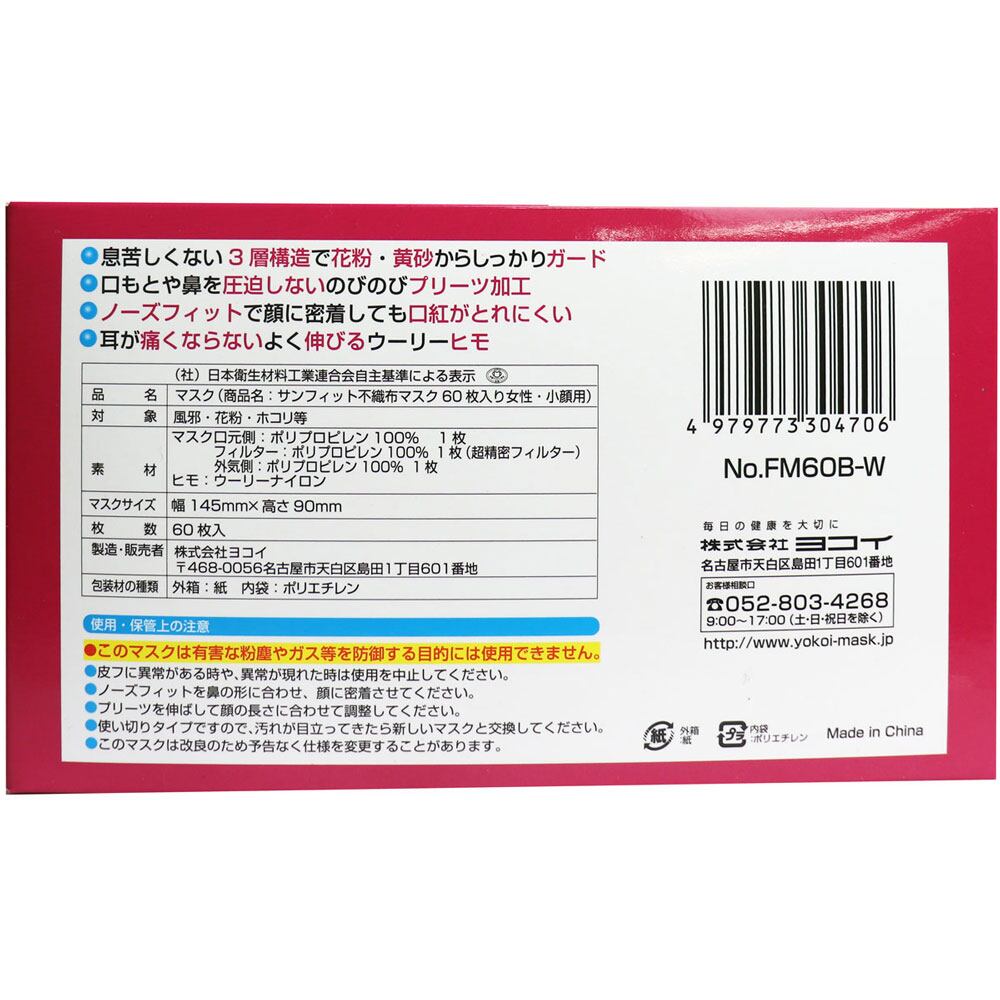 ●息苦しくない3層構造で花粉・黄砂からしっかりガード
●口もとや鼻を圧迫しないのびのびプリーツ加工
●ノーズフィットで顔に密着しても口紅がとれにくい
●耳が痛くならないよく伸びるウーリーヒモ
(社)日本衛生材料工業連合会自主基準による表示
品名 マスク(商品名:サンフィット不織布マスク60枚入り女性・小顔用)
対象 風邪・花粉・ホコリ等
素材 マスク口元側:ポリプロピレン100% 1枚
フィルター:ポリプロピレン100% 1枚(超精密フィルター)
外気側:ポリプロピレン100% 1枚
ヒモ:ウーリーナイロン
マスクサイズ 幅145mm×高さ90mm
枚数 60枚入
製造・販売者 株式会社ヨコイ
〒468-0056名古屋市天白区島田1丁目601番地
包装材の種類 外箱:紙 内袋:ポリエチレン
使用・保管上の注意
●このマスクは有害な粉塵やガス等を防御する目的には使用できません。
●皮フに異常がある時や、異常が現れた時は使用を中止してください。
●ノーズフィットを鼻の形に合わせ、顔に密着させてください。
●プリーツを伸ばして顔の長さに合わせて調整してください。
●使い切りタイプですので、汚れが目立ってきたら新しいマスクと交換してください。
●このマスクは改良のため予告なく仕様を変更することがあります。
4 979773 304706
No.FM60B-W
毎日の健康を大切に
株式会社ヨコイ
名古屋市天白区島田1丁目601番地
お客様相談口
☎052-803-4268
9:00〜17:00(土・日・祝日を除く)
http://www.yokoi-mask.jp
紙 外箱:紙
プラ 内袋:ポリエチレン
Made in China